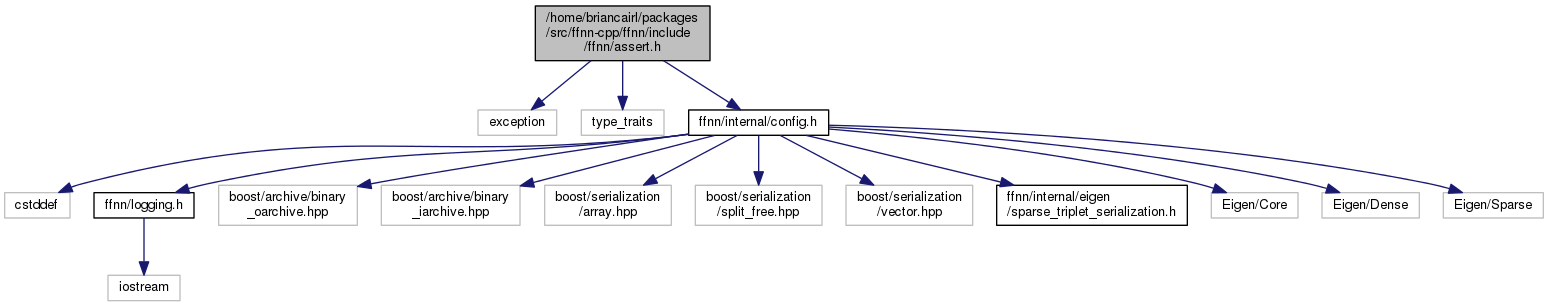 /home/briancairl/packages
/src/ffnn-cpp/ffnn/include
/ffnn/assert.h
exception
type_traits
ffnn/internal/config.h
cstddef
ffnn/logging.h
boost/archive/binary
_oarchive.hpp
boost/archive/binary
_iarchive.hpp
boost/serialization
/array.hpp
boost/serialization
/split_free.hpp
boost/serialization
/vector.hpp
ffnn/internal/eigen
/sparse_triplet_serialization.h
Eigen/Core
Eigen/Dense
Eigen/Sparse
iostream